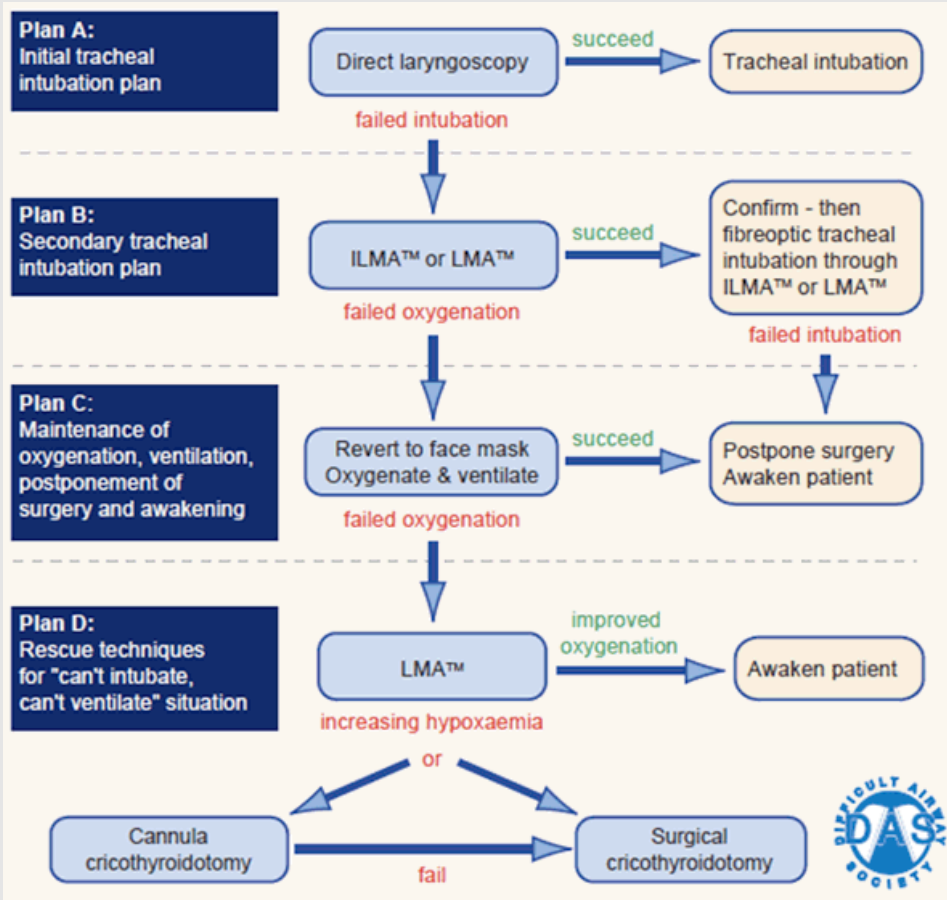 Plan A:
Initial tracheal
intubation plan
Direct laryngoscopy
succeed
Tracheal intubation
failed intubation
Plan B:
Secondary tracheal
intubation plan
ILMA™ or LMA™
succeed
Confirm - then
fibreoptic tracheal
intubation through
ILMA™ or LMA™
failed oxygenation
failed intubation
Plan C:
Maintenance of
oxygenation, ventilation,
postponement of
surgery and awakening
Revert to face mask
Oxygenate & ventilate
succeed
Postpone surgery
Awaken patient
failed oxygenation
Plan D:
Rescue techniques
for "can't intubate,
can't ventilate" situation
LMA™
improved
oxygenation
Awaken patient
increasing hypoxaemia
or
Cannula
cricothyroidotomy
fail
Surgical
cricothyroidotomy
DIFFICULT AIRWAY
DAS
SOCIETY